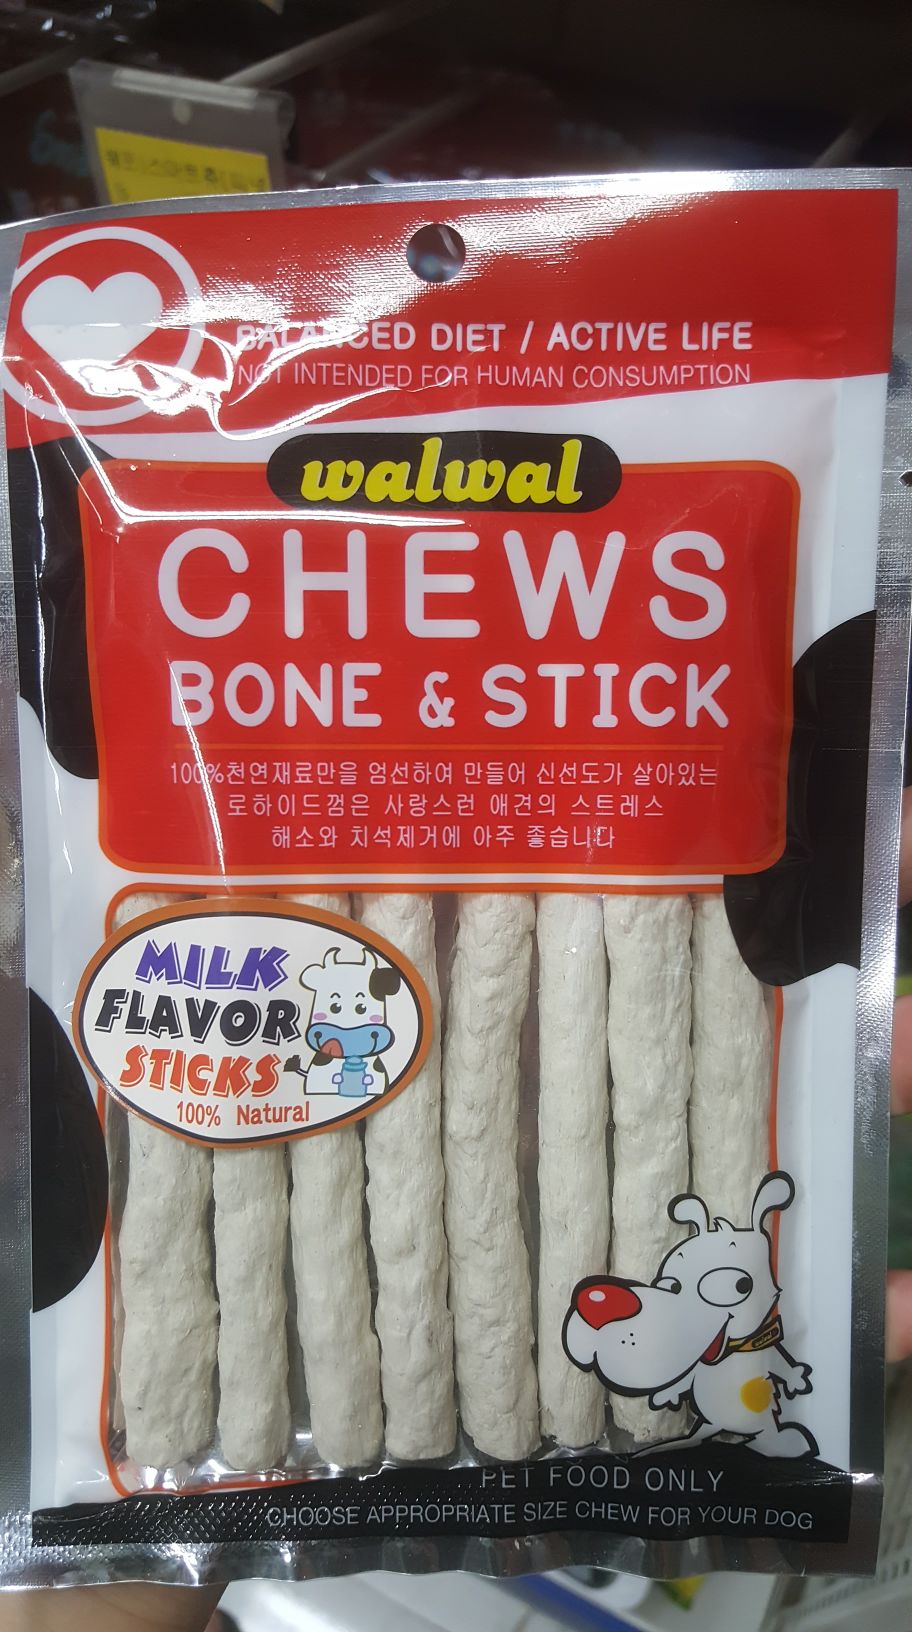 BALANCED DIET / ACTIVE LIFE
NOT INTENDED FOR HUMAN CONSUMPTION
walwal
CHEWS
BONE & STICK
100%천연재료만을 엄선하여 만들어 신선도가 살아있는
로하이드껌은 사랑스런 애견의 스트레스
해소와 치석제거에 아주 좋습니다
MILK
FLAVOR
STICKS
100% Natural
PET FOOD ONLY
CHOOSE APPROPRIATE SIZE CHEW FOR YOUR DOG